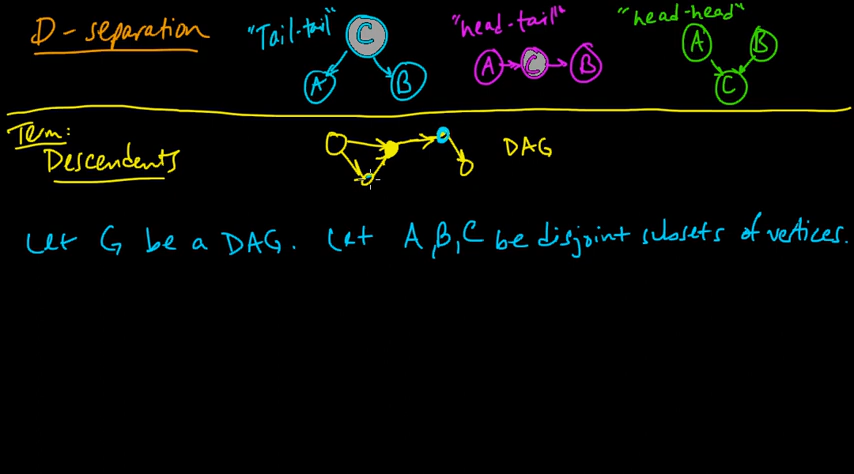 D-separation
"Tail-tail"
C
A
B
"head-tail"
A
C
B
"head-head"
A
B
C
Term:
Descendents
DAG
Let G be a DAG. Let A,B,C be disjoint subsets of vertices.